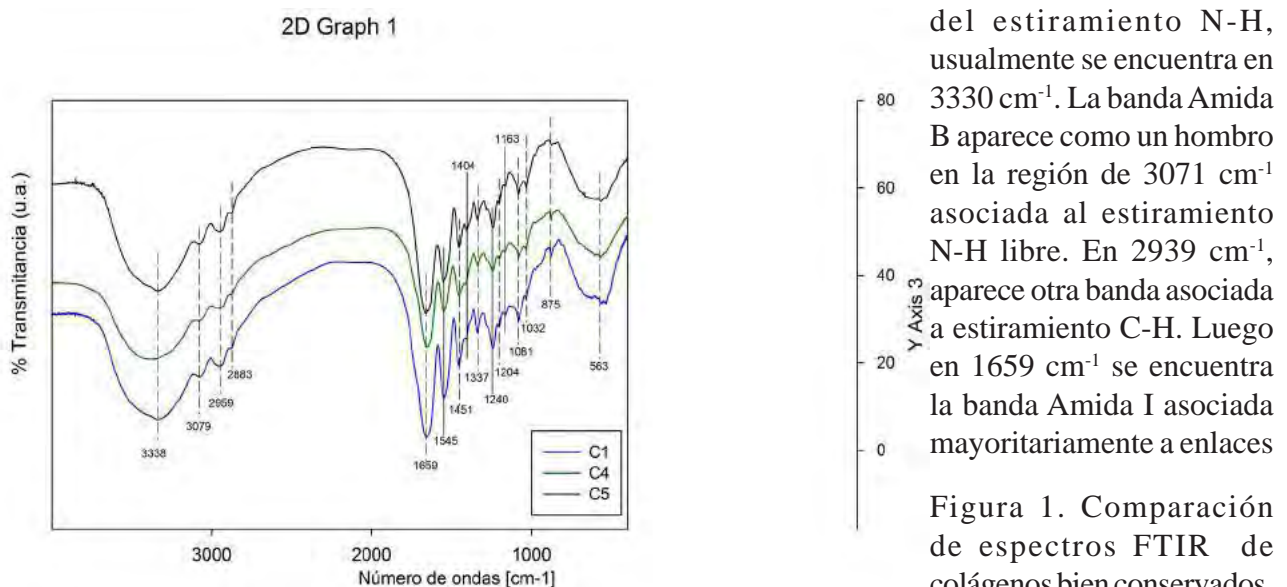 2D Graph 1
% Transmitancia (u.a.)
3338
3079
2959
2883
1659
1545
1451
1404
1337
1240
1204
1163
1081
1032
875
563
C1
C4
C5
3000
2000
1000
Número de ondas [cm-1]
80
60
40
20
0
Y Axis 3
del estiramiento N-H,
usualmente se encuentra en
3330 cm-1. La banda Amida
B aparece como un hombro
en la región de 3071 cm-1
asociada al estiramiento
N-H libre. En 2939 cm-1,
aparece otra banda asociada
a estiramiento C-H. Luego
en 1659 cm-1 se encuentra
la banda Amida I asociada
mayoritariamente a enlaces
Figura 1. Comparación
de espectros FTIR de
colágenos bien conservados